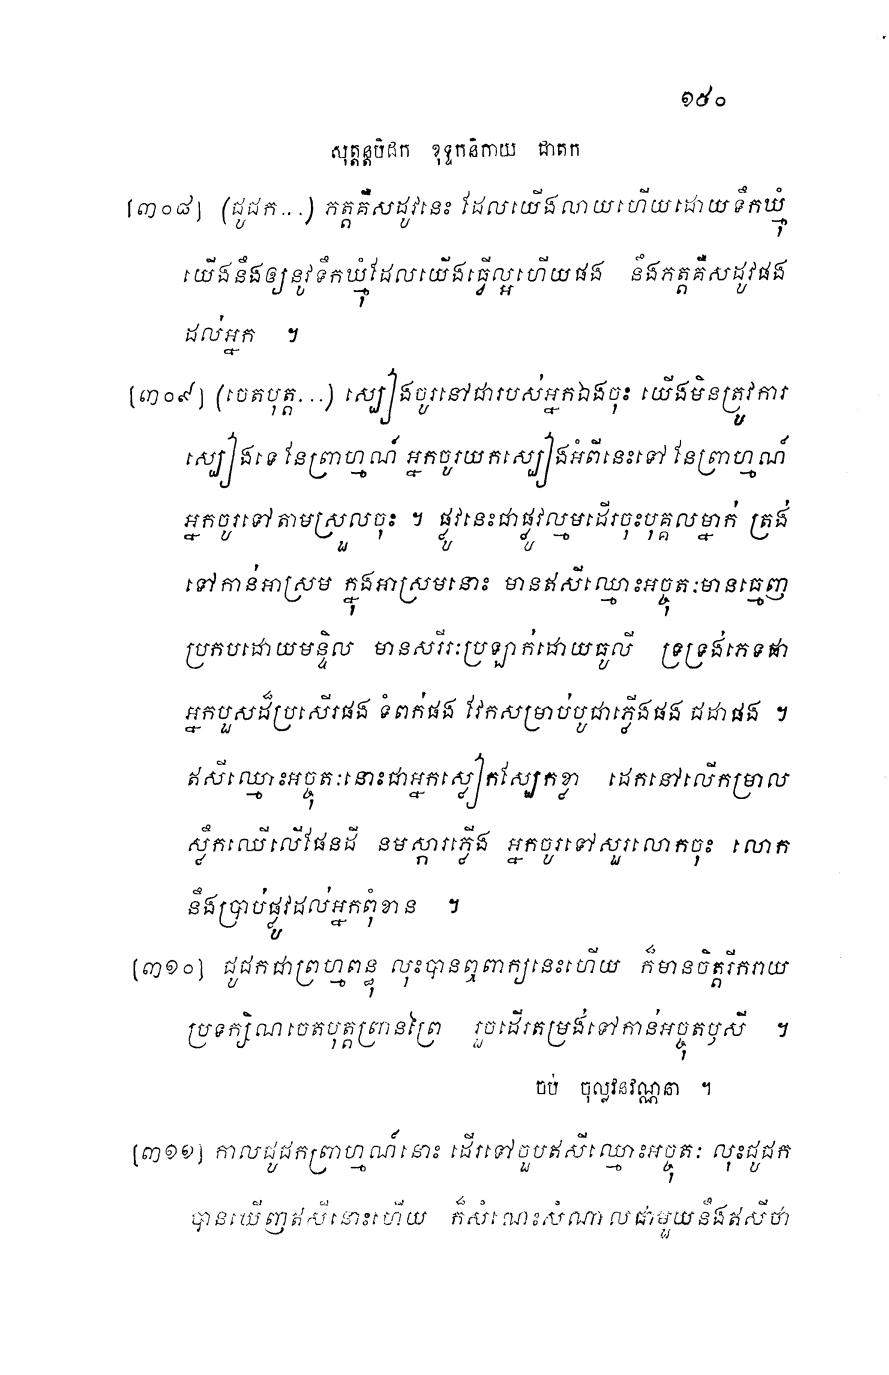 ១៩០
សុត្តន្តបិដក ខុទ្ទកនិកាយ ជាតក
[៣០៨] (ជូជក...) កត្តគឺសដូវនេះ ដែលយើងលាយហើយដោយទឹកឃ្មុំ
យើងនឹងឲ្យនូវទឹកឃ្មុំដែលយើងធ្វើល្អហើយផង នឹងកត្តគឺសដូវផង
ដល់អ្នក ។
[៣០៩] (ចេតបុត្ត...) ស្បៀងចូរនៅជារបស់អ្នកឯងចុះ យើងមិនត្រូវការ
ស្បៀងទេ នែព្រាហ្មណ៍ អ្នកចូរយកស្បៀងអំពីនេះទៅ នែព្រាហ្មណ៍
អ្នកចូរទៅតាមស្រួលចុះ ។ ផ្លូវនេះជាផ្លូវល្មមដើរចុះបុគ្គលម្នាក់ ត្រង់
ទៅកាន់អាស្រម ក្នុងអាស្រមនោះ មានឥសីឈ្មោះអច្ចុតៈមានធ្មេញ
ប្រកបដោយមន្ទិល មានសរីរៈប្រឡាក់ដោយធូលី ទ្រទ្រង់ភេទជា
អ្នកបួសដ៏ប្រសើរផង ទំពក់ផង វែកសម្រាប់បូជាភ្លើងផង ជដាផង ។
ឥសីឈ្មោះអច្ចុតៈនោះជាអ្នកស្លៀកស្បែកខ្លា ដេកនៅលើកម្រាល
ស្លឹកឈើលើផែនដី នមស្ការភ្លើង អ្នកចូរទៅសួរលោកចុះ លោក
នឹងប្រាប់ផ្លូវដល់អ្នកពុំខាន ។
[៣១០] ជូជកជាព្រហ្មពន្ធុ លុះបានឮពាក្យនេះហើយ ក៏មានចិត្តរីករាយ
ប្រទក្សិណចេតបុត្តព្រានព្រៃ រួចដើរតម្រង់ទៅកាន់អច្ចុតឫសី ។
ចប់ ចុល្លវនវណ្ណនា ។
[៣១១] កាលជូជកព្រាហ្មណ៍នោះ ដើរទៅចួបឥសីឈ្មោះអច្ចុតៈ លុះជូជក
បានឃើញឥសីនោះហើយ ក៏សំណេះសំណាលជាមួយនឹងឥសីថា